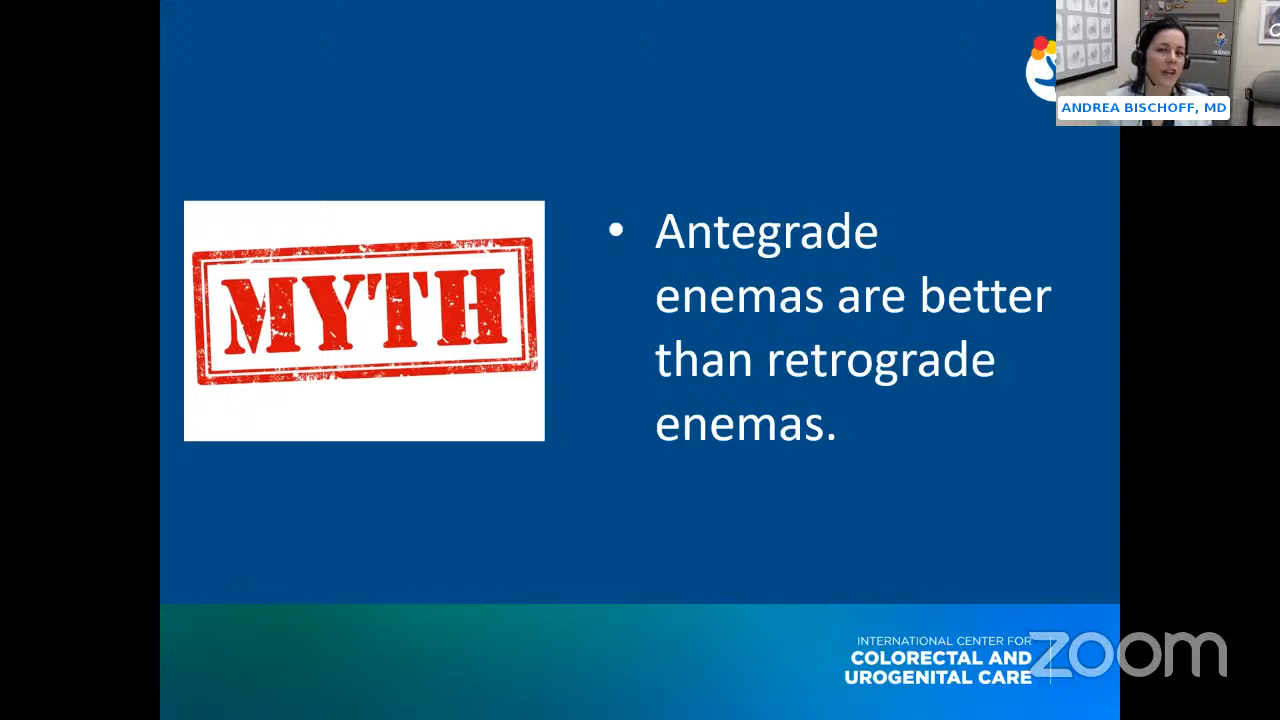 ANDREA BISCHOFF, MD
MYTH
• Antegrade
enemas are better
than retrograde
enemas.
INTERNATIONAL CENTER FOR
COLORECTAL AND
UROGENITAL CARE
zoom